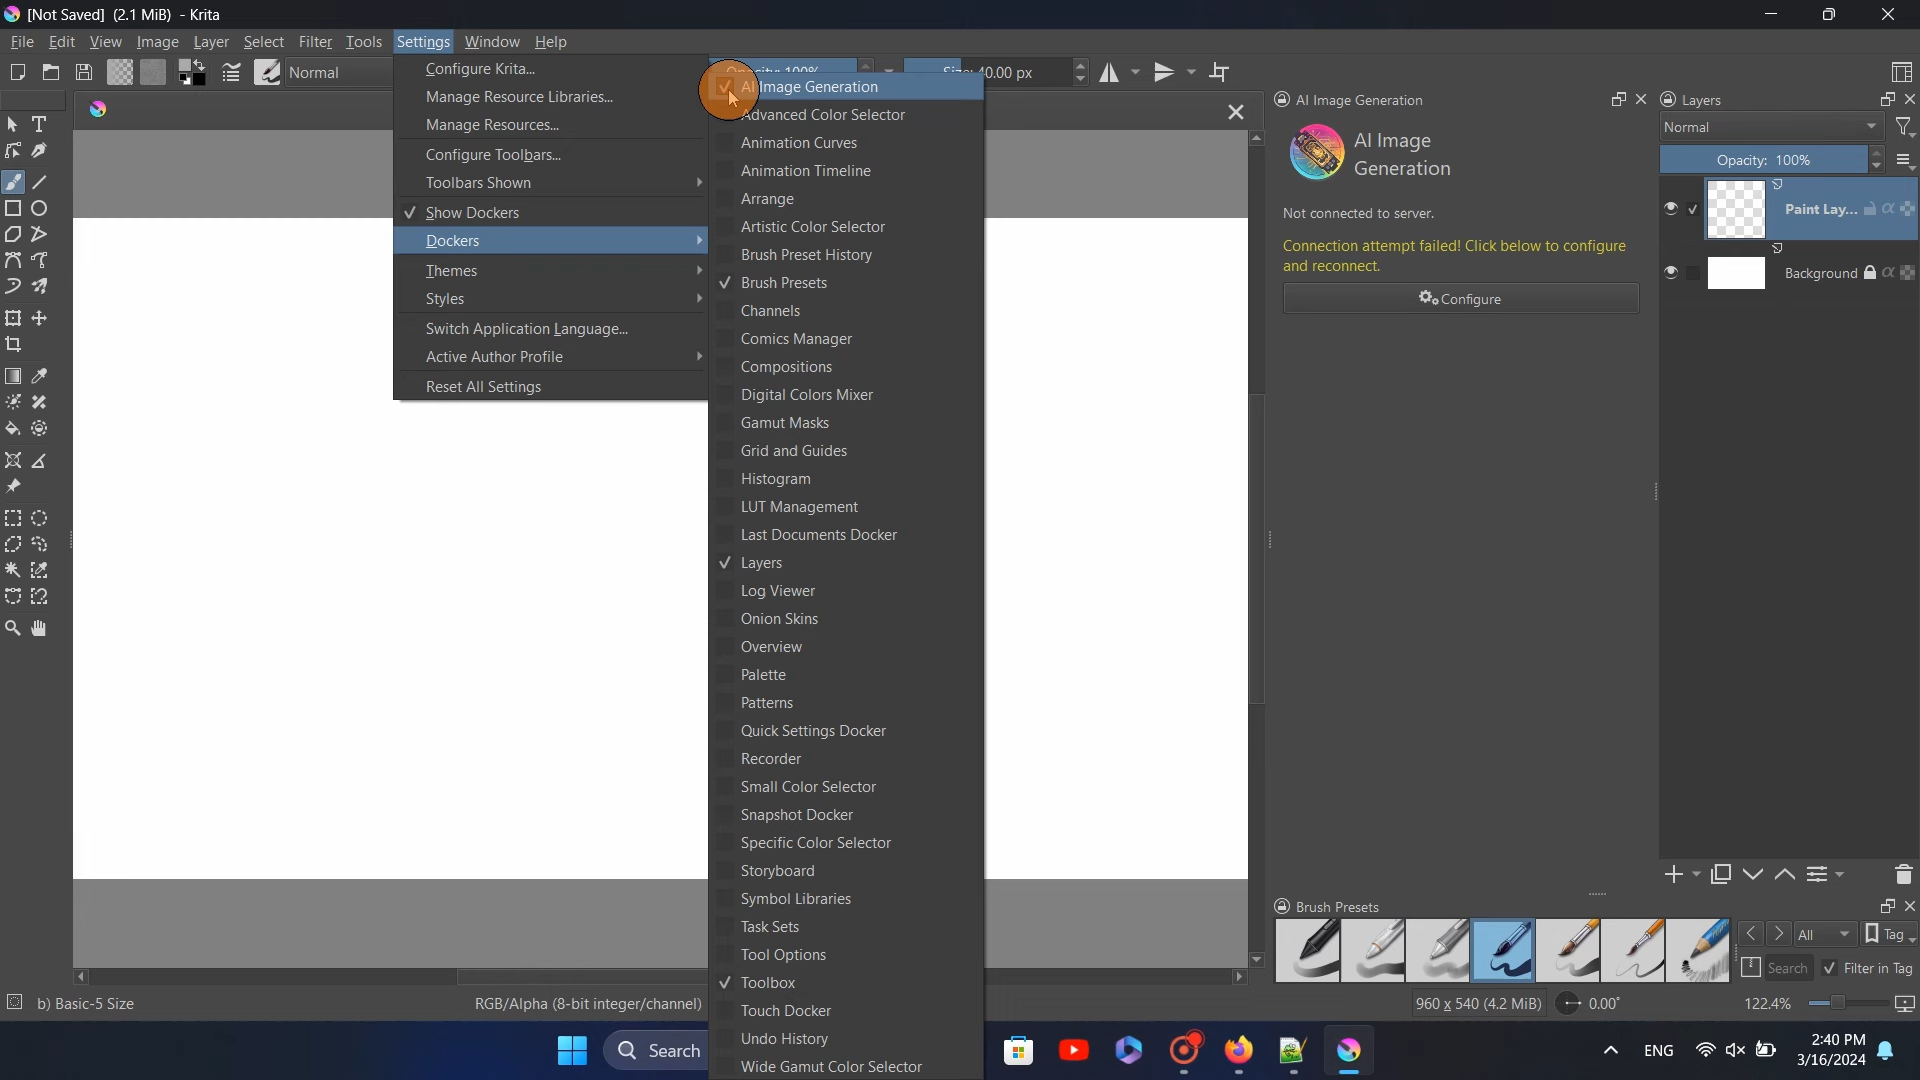 [Not Saved] (2.1 MiB) - Krita
File Edit View Image Layer Select Filter Tools Settings Window Help
Normal
Opacity: 100%
Size: 40.00 px
Configure Krita...
Manage Resource Libraries...
Manage Resources...
Configure Toolbars...
Toolbars Shown
Show Dockers
Dockers
Themes
Styles
Switch Application Language...
Active Author Profile
Reset All Settings
AI Image Generation
Advanced Color Selector
Animation Curves
Animation Timeline
Arrange
Artistic Color Selector
Brush Preset History
Brush Presets
Channels
Comics Manager
Compositions
Digital Colors Mixer
Gamut Masks
Grid and Guides
Histogram
LUT Management
Last Documents Docker
Layers
Log Viewer
Onion Skins
Overview
Palette
Patterns
Quick Settings Docker
Recorder
Small Color Selector
Snapshot Docker
Specific Color Selector
Storyboard
Symbol Libraries
Task Sets
Tool Options
Toolbox
Touch Docker
Undo History
Wide Gamut Color Selector
AI Image Generation
AI Image
Generation
Not connected to server.
Connection attempt failed! Click below to configure
and reconnect.
Configure
Layers
Normal
Opacity: 100%
Paint Lay...
Background
Brush Presets
All
Tag
Search
Filter in Tag
b) Basic-5 Size
RGB/Alpha (8-bit integer/channel)
960 x 540 (4.2 MiB)
0.00°
122.4%
Search
ENG
2:40 PM
3/16/2024